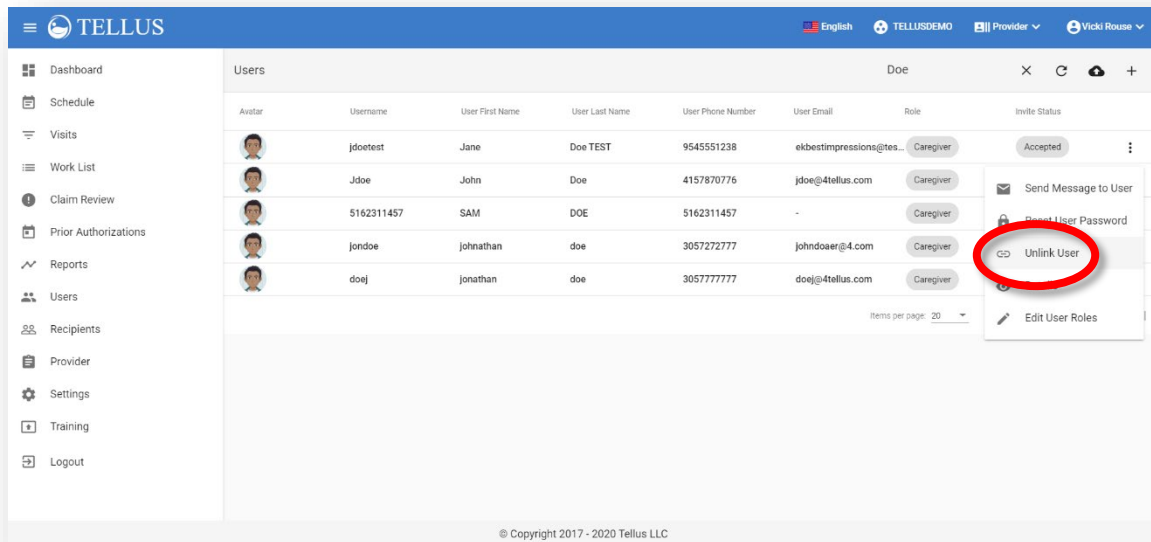 TELLUS English TELLUSDEMO Provider Vicki Rouse
Dashboard
Schedule
Visits
Work List
Claim Review
Prior Authorizations
Reports
Users
Recipients
Provider
Settings
Training
Logout
Users Doe
Avatar Username User First Name User Last Name User Phone Number User Email Role Invite Status
jdoetest Jane Doe TEST 9545551238 ekbestimpressions@tes... Caregiver Accepted
Jdoe John Doe 4157870776 jdoe@4tellus.com Caregiver
5162311457 SAM DOE 5162311457 - Caregiver
jondoe johnathan doe 3057272777 johndoaer@4.com Caregiver
doej jonathan doe 3057777777 doej@4tellus.com Caregiver
Send Message to User
Reset User Password
Unlink User
Edit User Roles
Items per page: 20
© Copyright 2017 - 2020 Tellus LLC